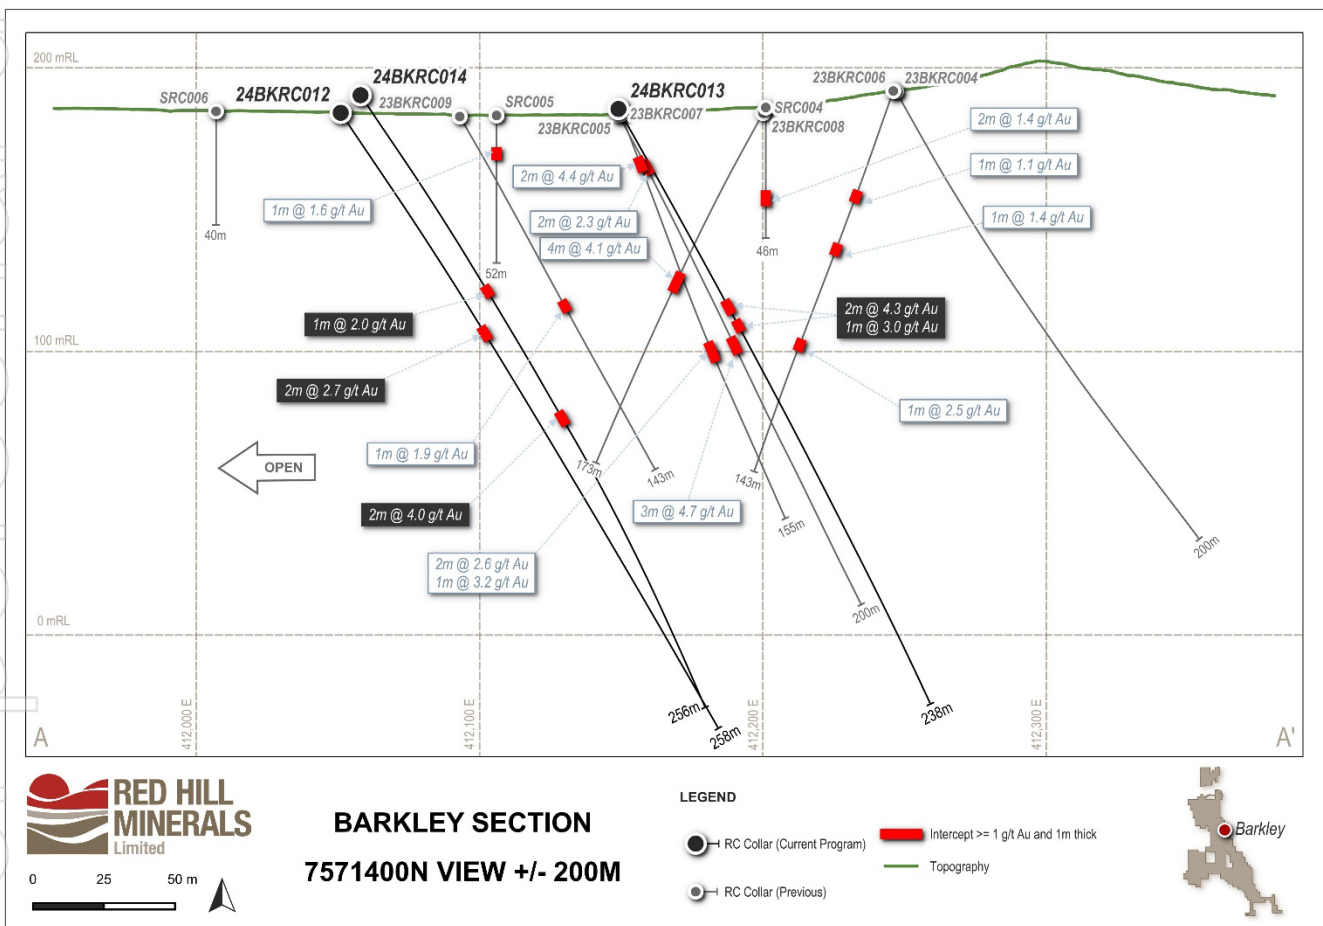 200 mRL
24BKRC014
23BKRC006
23BKRC004
SRC006
24BKRC012
23BKRC009
SRC005
24BKRC013
23BKRC005
23BKRC007
SRC004
23BKRC008
2m @ 1.4 g/t Au
1m @ 1.1 g/t Au
2m @ 4.4 g/t Au
1m @ 1.6 g/t Au
2m @ 2.3 g/t Au
1m @ 1.4 g/t Au
40m
4m @ 4.1 g/t Au
46m
52m
1m @ 2.0 g/t Au
2m @ 4.3 g/t Au
1m @ 3.0 g/t Au
100 mRL
2m @ 2.7 g/t Au
1m @ 2.5 g/t Au
1m @ 1.9 g/t Au
OPEN
173m
143m
143m
2m @ 4.0 g/t Au
3m @ 4.7 g/t Au
155m
200m
2m @ 2.6 g/t Au
1m @ 3.2 g/t Au
200m
0 mRL
256m
258m
238m
412,000 E
412,100 E
412,200 E
412,300 E
A
A'
RED HILL
MINERALS
Limited
0 25 50 m
BARKLEY SECTION
7571400N VIEW +/- 200M
LEGEND
RC Collar (Current Program)
RC Collar (Previous)
Intercept >= 1 g/t Au and 1m thick
Topography
Barkley